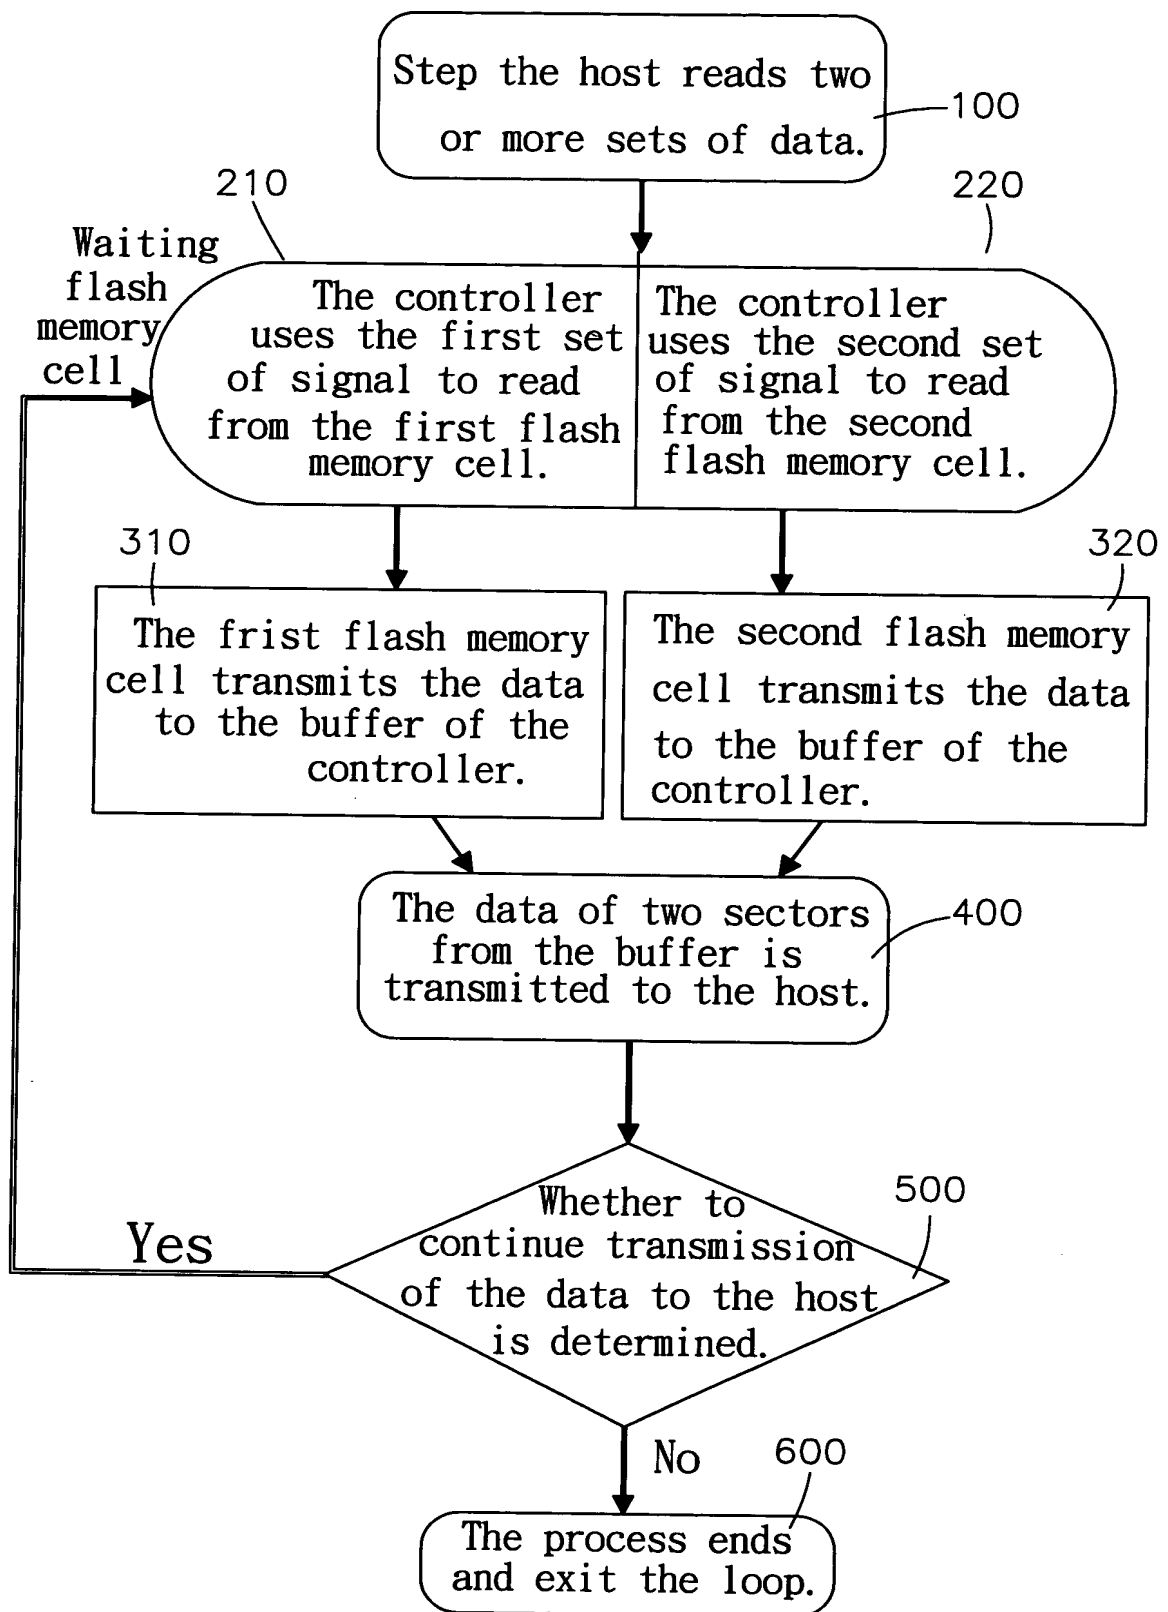 Step the host reads two
or more sets of data.
100
210
220
Waiting
flash
memory
cell
The controller
uses the first set
of signal to read
from the first flash
memory cell.
The controller
uses the second set
of signal to read
from the second
flash memory cell.
310
320
The frist flash memory
cell transmits the data
to the buffer of the
controller.
The second flash memory
cell transmits the data
to the buffer of the
controller.
The data of two sectors
from the buffer is
transmitted to the host.
400
Whether to
continue transmission
of the data to the host
is determined.
500
Yes
No
600
The process ends
and exit the loop.